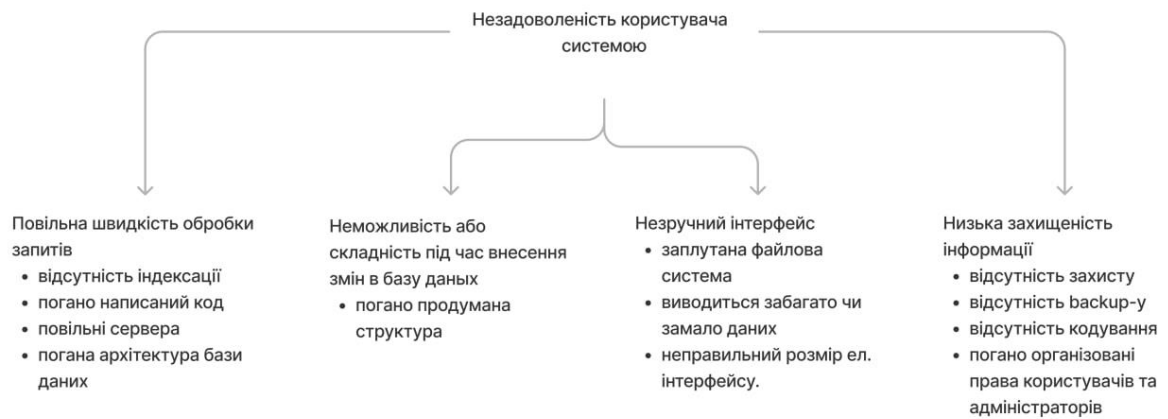 Незадоволеність користувача
системою
Повільна швидкість обробки
запитів
• відсутність індексації
• погано написаний код
• повільні сервера
• погана архітектура бази
даних
Неможливість або
складність під час внесення
змін в базу даных
• погано продумана
структура
Незручний інтерфейс
• заплутана файлова
система
• виводиться забагато чи
замало даних
• неправильний розмір ел.
інтерфейсу.
Низька захищеність
інформації
• відсутність захисту
• відсутність backup-у
• відсутність кодування
• погано організовані
права користувачів та
адміністраторів